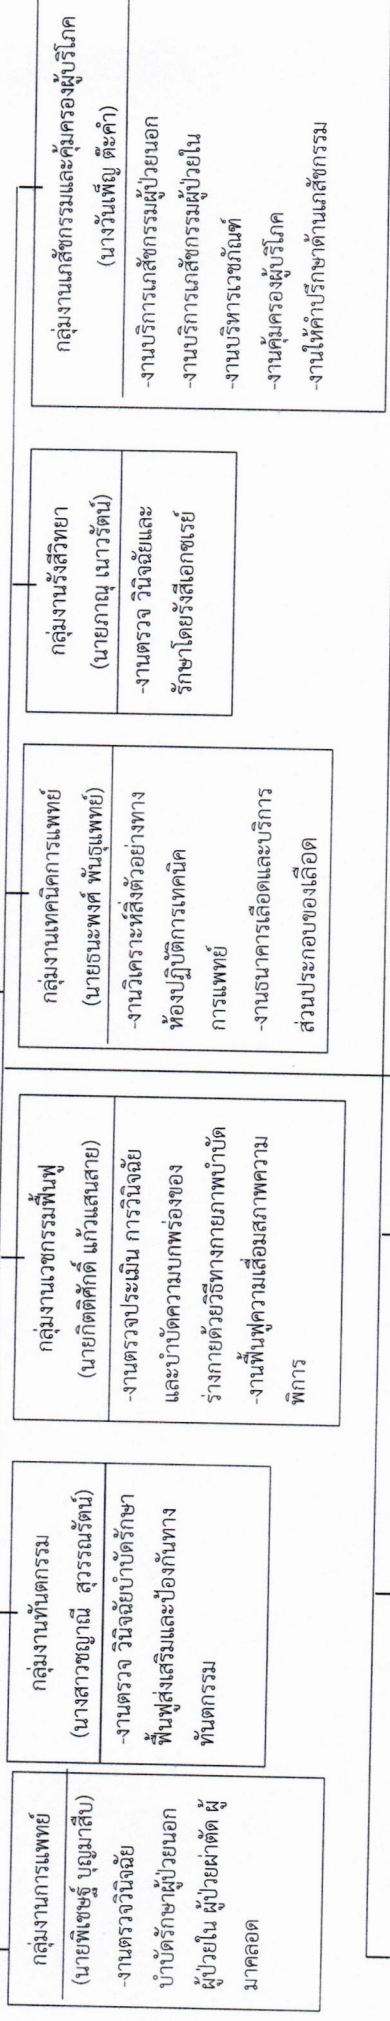 กลุ่มงานการแพทย์
(นายพิเชษฐ์ บุญมาสืบ)
-งานตรวจวินิจฉัย
บำบัดรักษาผู้ป่วยนอก
ผู้ป่วยใน ผู้ป่วยผ่าตัด ผู้
มาคลอด
กลุ่มงานทันตกรรม
(นางสาวชญาณี สุวรรณรัตน์)
-งานตรวจ วินิจฉัยบำบัดรักษา
ฟื้นฟูส่งเสริมและป้องกันทาง
ทันตกรรม
กลุ่มงานเวชกรรมฟื้นฟู
(นายกิตติศักดิ์ แก้วแสนสาย)
-งานตรวจประเมิน การวินิจฉัย
และบำบัดความบกพร่องของ
ร่างกายด้วยวิธีทางกายภาพบำบัด
-งานฟื้นฟูความเสื่อมสภาพความ
พิการ
กลุ่มงานเทคนิคการแพทย์
(นายธนะพงศ์ พันธุแพทย์)
-งานวิเคราะห์สิ่งตัวอย่างทาง
ห้องปฏิบัติการเทคนิค
การแพทย์
-งานธนาคารเลือดและบริการ
ส่วนประกอบของเลือด
กลุ่มงานรังสีวิทยา
(นายภาณุ เนาวรัตน์)
-งานตรวจ วินิจฉัยและ
รักษาโดยรังสีเอกซเรย์
กลุ่มงานเภสัชกรรมและคุ้มครองผู้บริโภค
(นางวันเพ็ญ ต๊ะคำ)
-งานบริการเภสัชกรรมผู้ป่วยนอก
-งานบริการเภสัชกรรมผู้ป่วยใน
-งานบริหารเวชภัณฑ์
-งานคุ้มครองผู้บริโภค
-งานให้คำปรึกษาด้านเภสัชกรรม